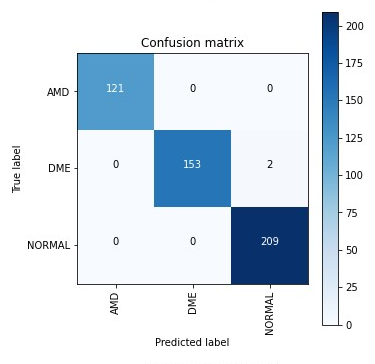 Confusion matrix
200
175
150
125
100
75
50
25
0
True label
AMD
121 0 0
DME
0 153 2
NORMAL
0 0 209
AMD
DME
NORMAL
Predicted label